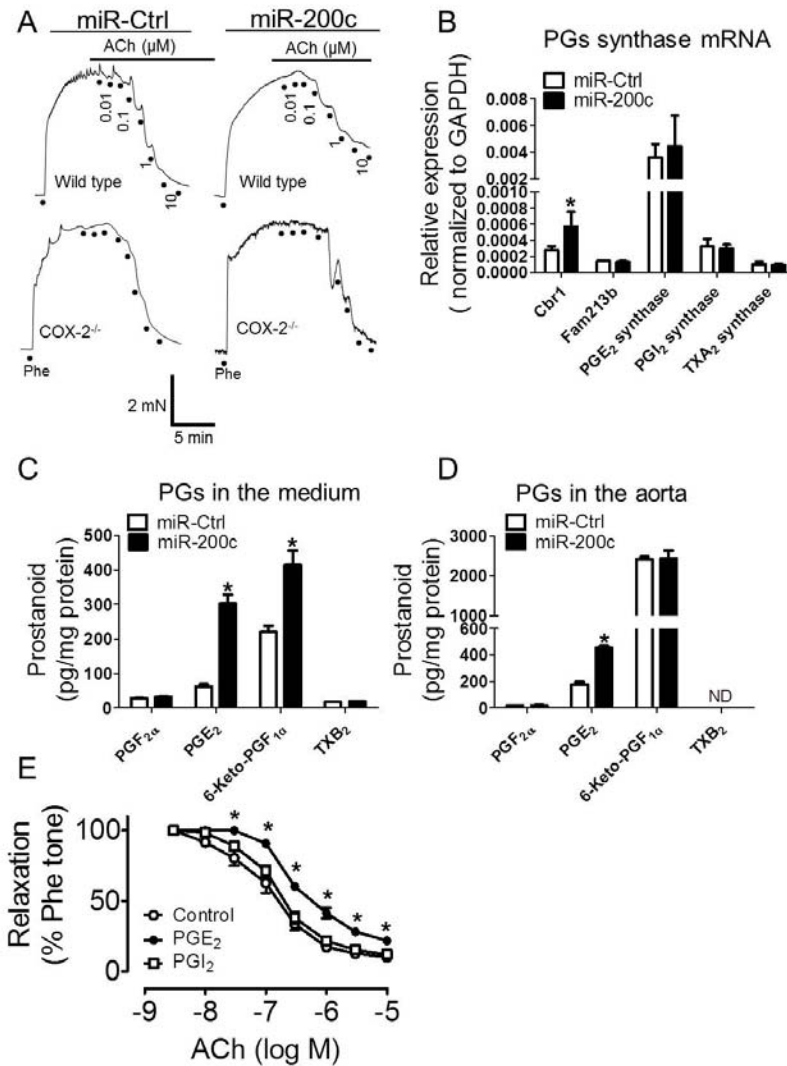 A
miR-Ctrl
miR-200c
ACh (µM)
ACh (µM)
0.01
0.1
1
10
0.01
0.1
1
10
Wild type
Wild type
Phe
COX-2-/-
COX-2-/-
Phe
Phe
2 mN
5 min
B
PGs synthase mRNA
miR-Ctrl
miR-200c
Relative expression
( normalized to GAPDH)
0.008
0.006
0.004
0.002
0.0010
0.0008
0.0006
0.0004
0.0002
0.0000
*
Cbr1
Fam213b
PGE2 synthase
PGI2 synthase
TXA2 synthase
C
PGs in the medium
miR-Ctrl
miR-200c
Prostanoid
(pg/mg protein)
500
400
300
200
100
0
*
*
PGF2α
PGE2
6-Keto-PGF1α
TXB2
D
PGs in the aorta
miR-Ctrl
miR-200c
Prostanoid
(pg/mg protein)
3000
2000
1000
600
400
200
0
*
ND
PGF2α
PGE2
6-Keto-PGF1α
TXB2
E
Relaxation
(% Phe tone)
100
50
0
* * * * * *
Control
PGE2
PGI2
-9 -8 -7 -6 -5
ACh (log M)